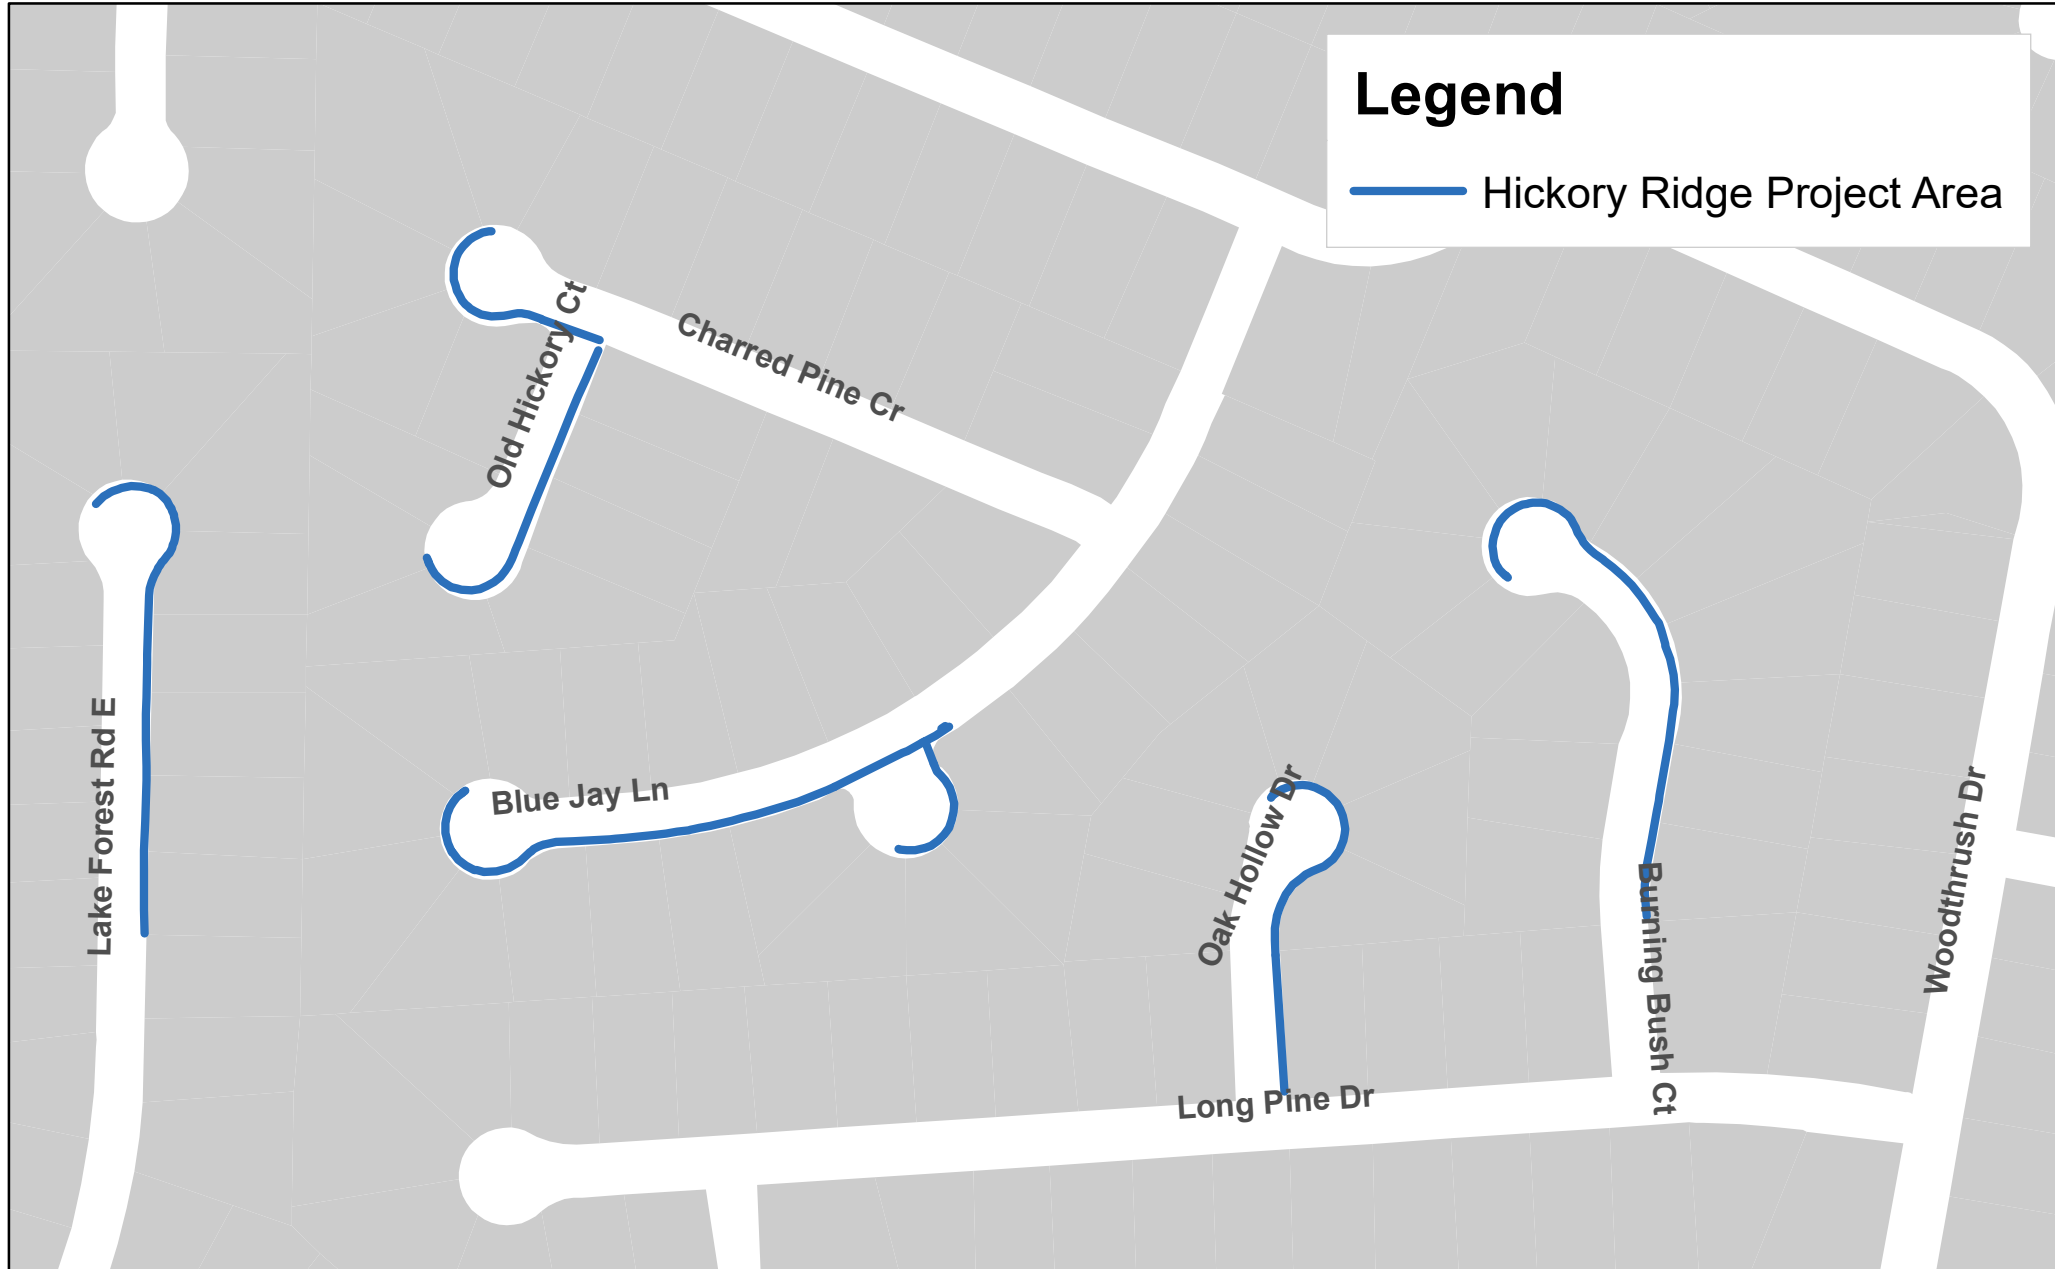 Legend
Hickory Ridge Project Area
Old Hickory Ct
Charred Pine Cr
Lake Forest Rd E
Blue Jay Ln
Oak Hollow Dr
Burning Bush Ct
Woodthrush Dr
Long Pine Dr